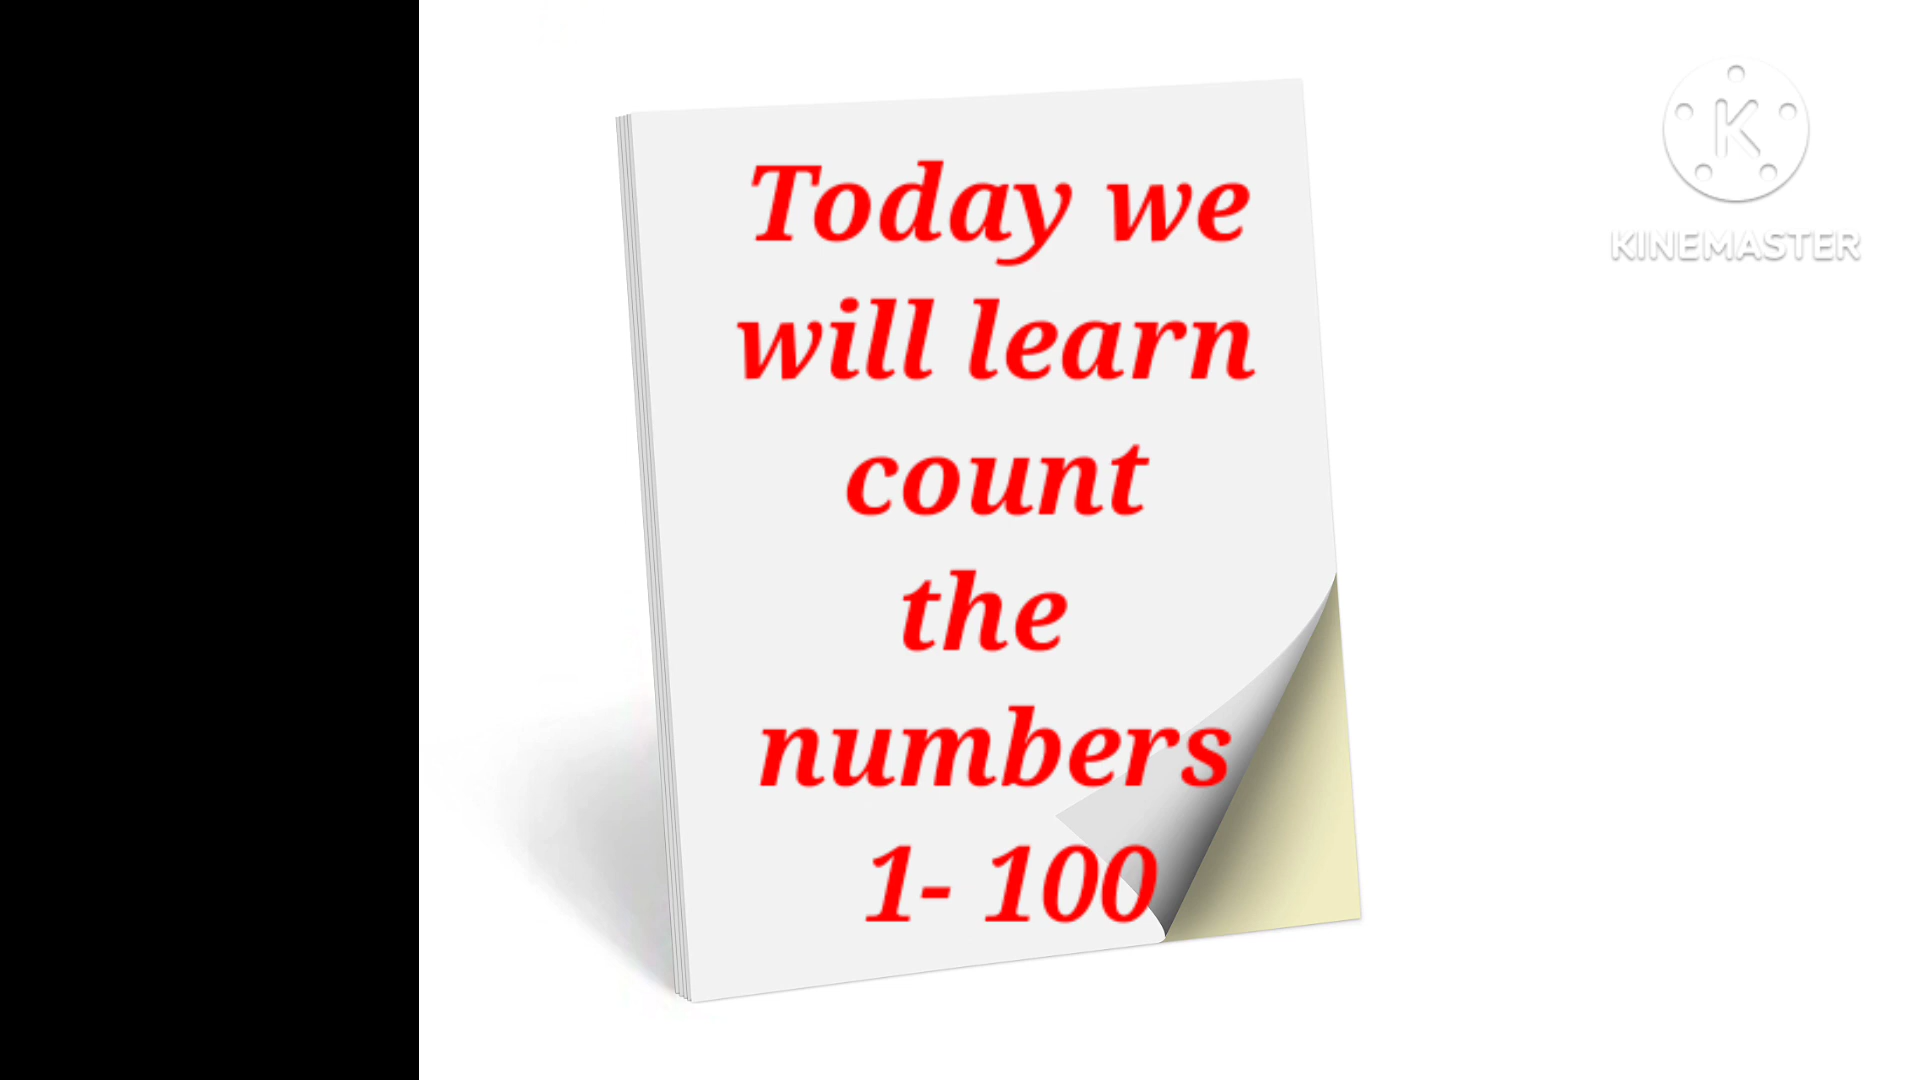 Today we
will learn
count
the
numbers
1- 100
K
KINEMASTER